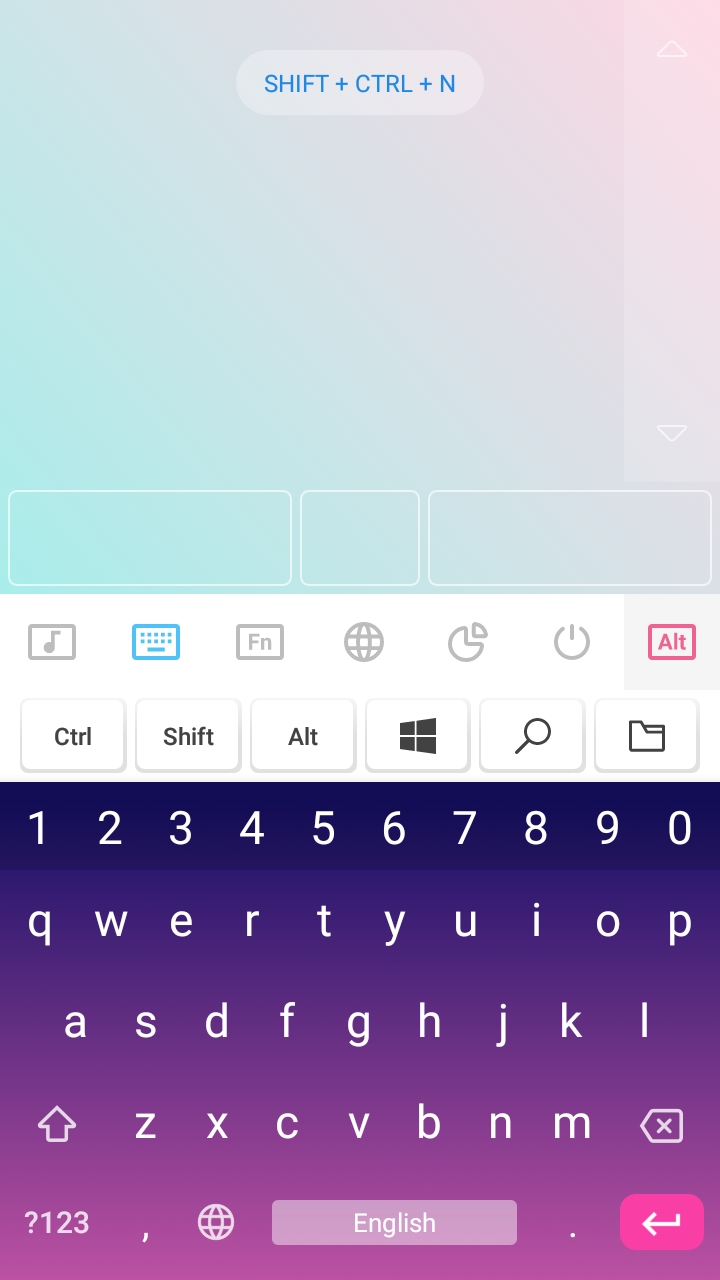 SHIFT + CTRL + N
Fn Alt
Ctrl Shift Alt
1 2 3 4 5 6 7 8 9 0
q w e r t y u i o p
a s d f g h j k l
z x c v b n m
?123 , English .